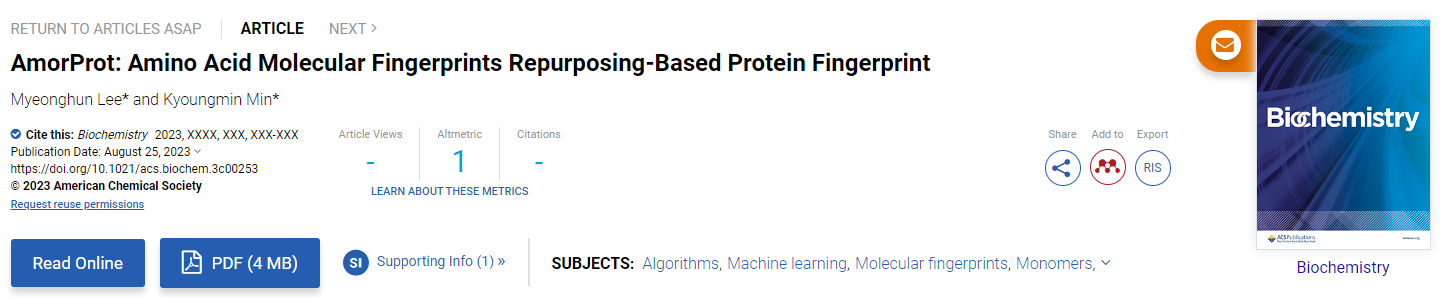 RETURN TO ARTICLES ASAP ARTICLE NEXT
AmorProt: Amino Acid Molecular Fingerprints Repurposing-Based Protein Fingerprint
Myeonghun Lee* and Kyoungmin Min*
Cite this: Biochemistry 2023, XXXX, XXX, XXX-XXX
Publication Date: August 25, 2023
https://doi.org/10.1021/acs.biochem.3c00253
© 2023 American Chemical Society
Request reuse permissions
Article Views Altmetric Citations
- 1 -
LEARN ABOUT THESE METRICS
Share Add to Export
RIS
Read Online PDF (4 MB) SI Supporting Info (1) »
SUBJECTS: Algorithms, Machine learning, Molecular fingerprints, Monomers,
Biochemistry
ACS Publications
Biochemistry